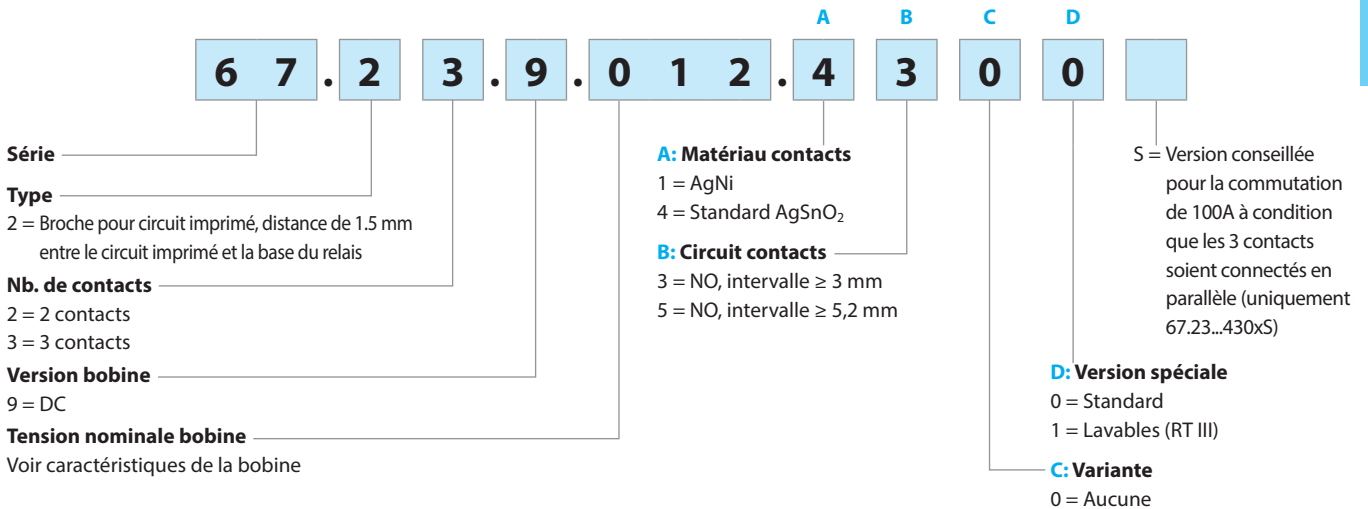 A B C D
6 7 . 2 3 . 9 . 0 1 2 . 4 3 0 0
Série
Type
2 = Broche pour circuit imprimé, distance de 1.5 mm
entre le circuit imprimé et la base du relais
Nb. de contacts
2 = 2 contacts
3 = 3 contacts
Version bobine
9 = DC
Tension nominale bobine
Voir caractéristiques de la bobine
A: Matériau contacts
1 = AgNi
4 = Standard AgSnO₂
B: Circuit contacts
3 = NO, intervalle ≥ 3 mm
5 = NO, intervalle ≥ 5,2 mm
S = Version conseillée
pour la commutation
de 100A à condition
que les 3 contacts
soient connectés en
parallèle (uniquement
67.23...430xS)
D: Version spéciale
0 = Standard
1 = Lavables (RT III)
C: Variante
0 = Aucune